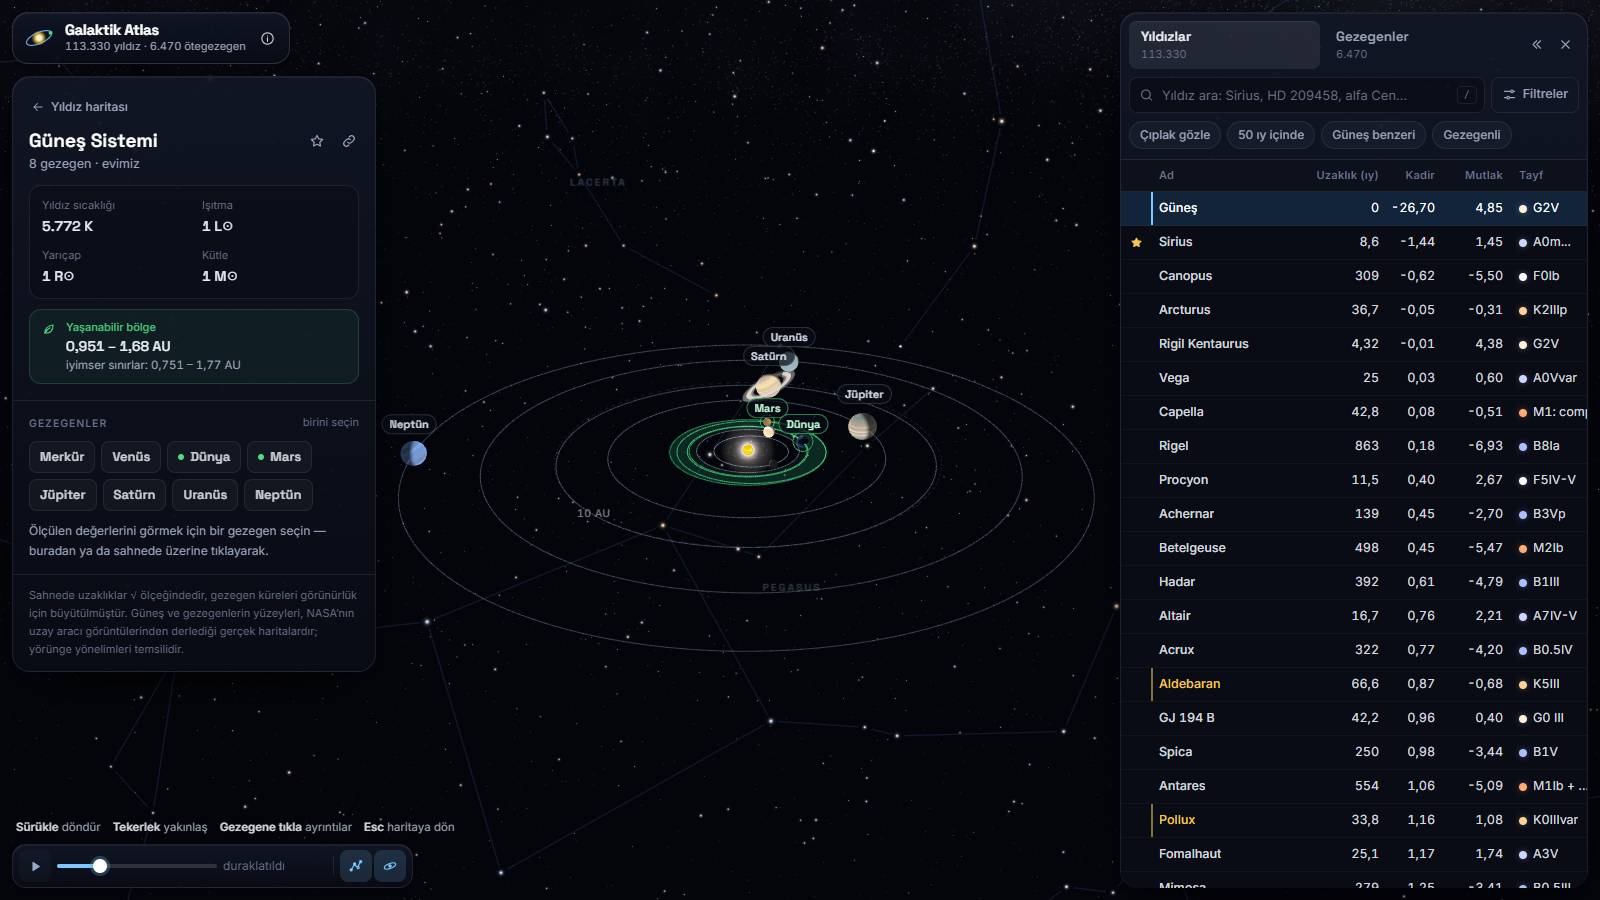 Galaktik Atlas
113.330 yıldız · 6.470 ötegezegen
← Yıldız haritası
Güneş Sistemi
8 gezegen · evimiz
Yıldız sıcaklığı
5.772 K
Işıtma
1 L⊙
Yarıçap
1 R⊙
Kütle
1 M⊙
Yaşanabilir bölge
0,951 – 1,68 AU
iyimser sınırlar: 0,751 – 1,77 AU
GEZEGENLER
birini seçin
Merkür
Venüs
Dünya
Mars
Jüpiter
Satürn
Uranüs
Neptün
Ölçülen değerlerini görmek için bir gezegen seçin —
buradan ya da sahnede üzerine tıklayarak.
Sahnede uzaklıklar √ ölçeğindedir, gezegen küreleri görünürlük
için büyütülmüştür. Güneş ve gezegenlerin yüzeyleri, NASA'nın
uzay aracı görüntülerinden derlediği gerçek haritalardır;
yörünge yönelimleri temsilidir.
Sürükle döndür Tekerlek yakınlaş Gezegene tıkla ayrıntılar Esc haritaya dön
duraklatıldı
LACERTA
Uranüs
Satürn
Jüpiter
Mars
Dünya
Neptün
10 AU
PEGASUS
Yıldızlar
113.330
Gezegenler
6.470
Yıldız ara: Sirius, HD 209458, alfa Cen...
/
Filtreler
Çıplak gözle
50 ıy içinde
Güneş benzeri
Gezegenli
Ad Uzaklık (ıy) Kadir Mutlak Tayf
Güneş 0 -26,70 4,85 G2V
Sirius 8,6 -1,44 1,45 A0m...
Canopus 309 -0,62 -5,50 F0Ib
Arcturus 36,7 -0,05 -0,31 K2IIIp
Rigil Kentaurus 4,32 -0,01 4,38 G2V
Vega 25 0,03 0,60 A0Vvar
Capella 42,8 0,08 -0,51 M1: comp
Rigel 863 0,18 -6,93 B8Ia
Procyon 11,5 0,40 2,67 F5IV-V
Achernar 139 0,45 -2,70 B3Vp
Betelgeuse 498 0,45 -5,47 M2Ib
Hadar 392 0,61 -4,79 B1III
Altair 16,7 0,76 2,21 A7IV-V
Acrux 322 0,77 -4,20 B0.5IV
Aldebaran 66,6 0,87 -0,68 K5III
GJ 194 B 42,2 0,96 0,40 G0 III
Spica 250 0,98 -3,44 B1V
Antares 554 1,06 -5,09 M1Ib + ...
Pollux 33,8 1,16 1,08 K0IIIvar
Fomalhaut 25,1 1,17 1,74 A3V
Mimosa 279 1,25 -3,41 B0.5III